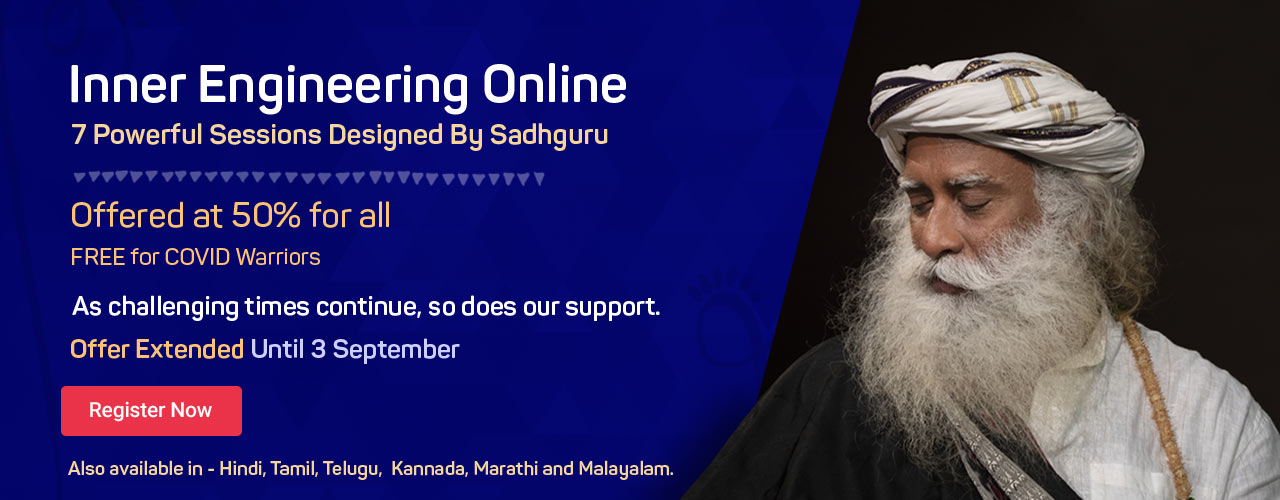 Inner Engineering Online
7 Powerful Sessions Designed By Sadhguru
Offered at 50% for all
FREE for COVID Warriors
As challenging times continue, so does our support.
Offer Extended Until 3 September
Register Now
Also available in - Hindi, Tamil, Telugu, Kannada, Marathi and Malayalam.